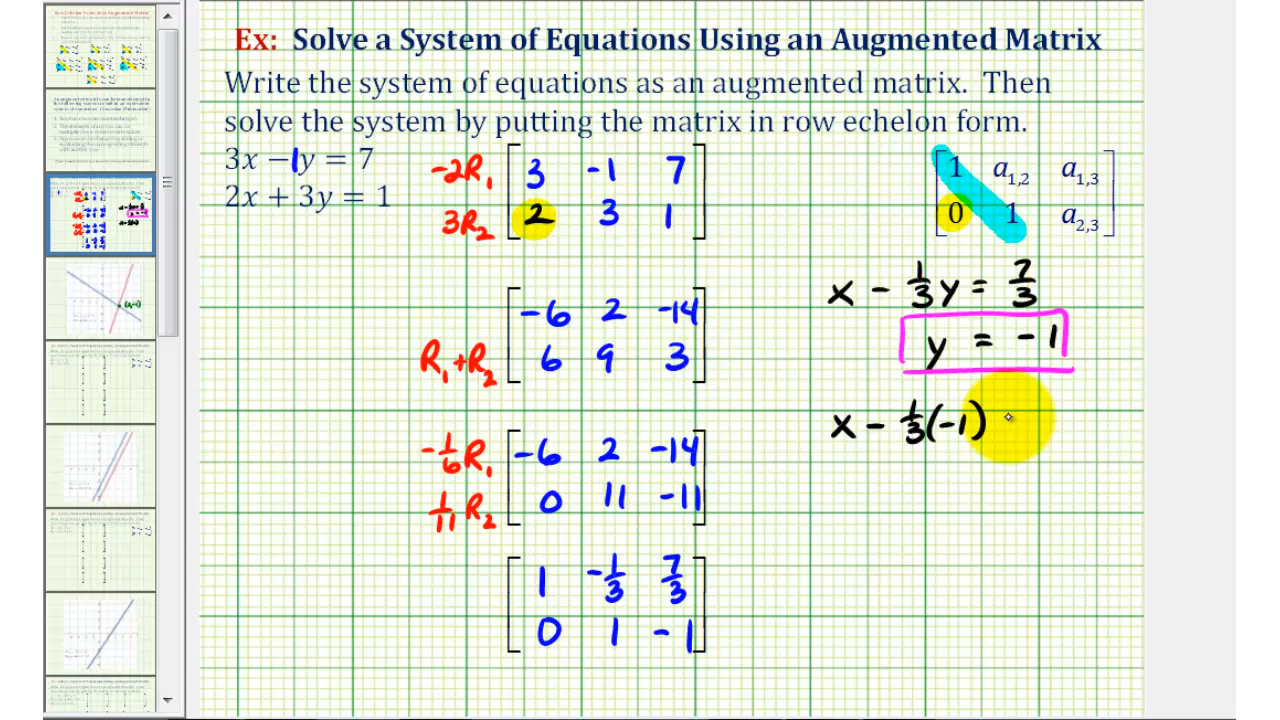 Ex: Solve a System of Equations Using an Augmented Matrix
Write the system of equations as an augmented matrix. Then
solve the system by putting the matrix in row echelon form.
3x - 1y = 7
2x + 3y = 1
-2R₁ [ 3 -1 7 ]
3R₂ [ 2 3 1 ]
[ -6 2 -14 ]
R₁+R₂ [ 6 9 3 ]
-1/6 R₁ [ -6 2 -14 ]
1/11 R₂ [ 0 11 -11 ]
[ 1 -1/3 7/3 ]
[ 0 1 -1 ]
[ 1 a₁,₂ a₁,₃ ]
[ 0 1 a₂,₃ ]
x - 1/3 y = 7/3
y = -1
x - 1/3 (-1)